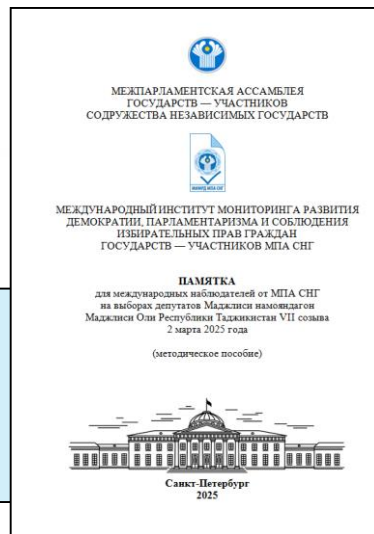 МЕЖПАРЛАМЕНТСКАЯ АССАМБЛЕЯ
ГОСУДАРСТВ — УЧАСТНИКОВ
СОДРУЖЕСТВА НЕЗАВИСИМЫХ ГОСУДАРСТВ
МЕЖДУНАРОДНЫЙ ИНСТИТУТ МОНИТОРИНГА РАЗВИТИЯ
ДЕМОКРАТИИ, ПАРЛАМЕНТАРИЗМА И СОБЛЮДЕНИЯ
ИЗБИРАТЕЛЬНЫХ ПРАВ ГРАЖДАН
ГОСУДАРСТВ — УЧАСТНИКОВ МПА СНГ
ПАМЯТКА
для международных наблюдателей от МПА СНГ
на выборах депутатов Маджлиси намояндагон
Маджлиси Оли Республики Таджикистан VII созыва
2 марта 2025 года
(методическое пособие)
Санкт-Петербург
2025